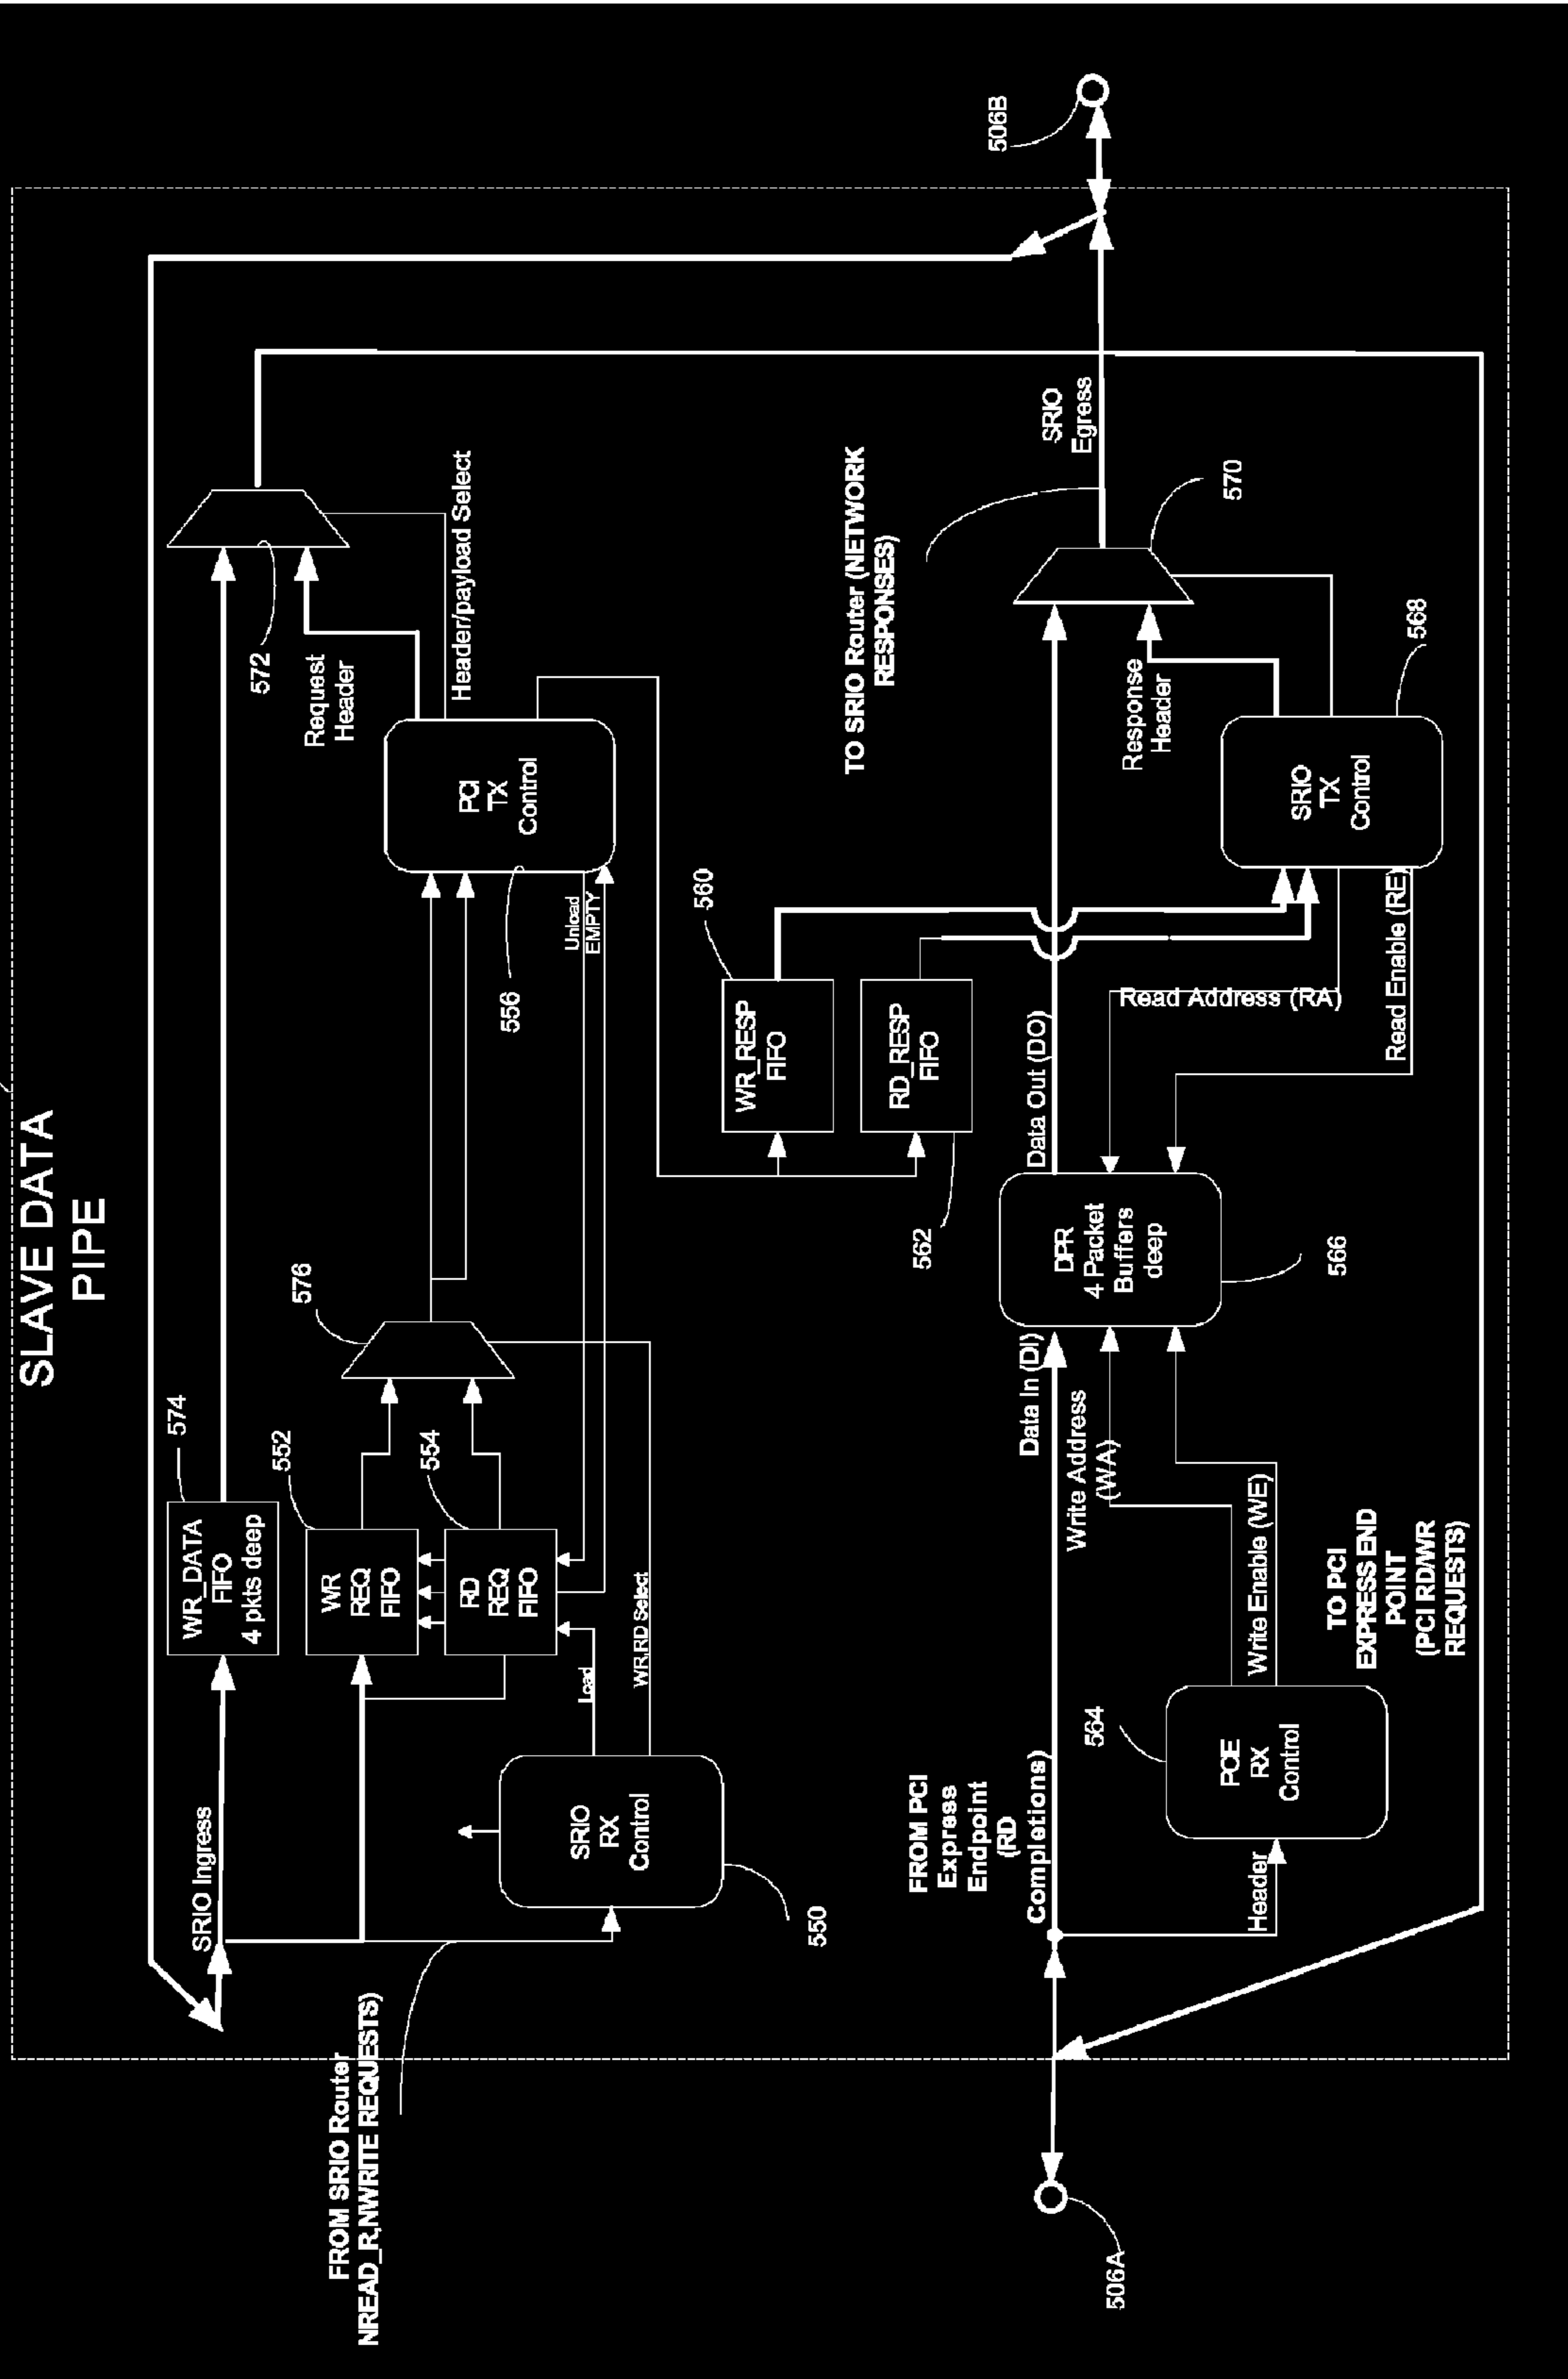 SLAVE DATA
PIPE
506B
572
Request
Header
Header/payload Select
PCI
TX
Control
556
Unload
EMPTY
576
574
WR_DATA
FIFO
4 pkts deep
552
WR
REQ
FIFO
554
RD
REQ
FIFO
Load
WR,RD Select
SRIO Ingress
SRIO
RX
Control
550
FROM SRIO Router
NREAD_R,NWRITE REQUESTS)
TO SRIO Router (NETWORK
RESPONSES)
SRIO
Egress
570
Response
Header
568
SRIO
TX
Control
560
WR_RESP
FIFO
RD_RESP
FIFO
562
Read Address (RA)
Read Enable (RE)
Data Out (DO)
DPR
4 Packet
Buffers
deep
566
Data In (DI)
Write Address
(WA)
Write Enable (WE)
TO PCI
EXPRESS END
POINT
(PCI RD/WR
REQUESTS)
564
PCIE
RX
Control
Header
FROM PCI
Express
Endpoint
(RD
Completions)
506A